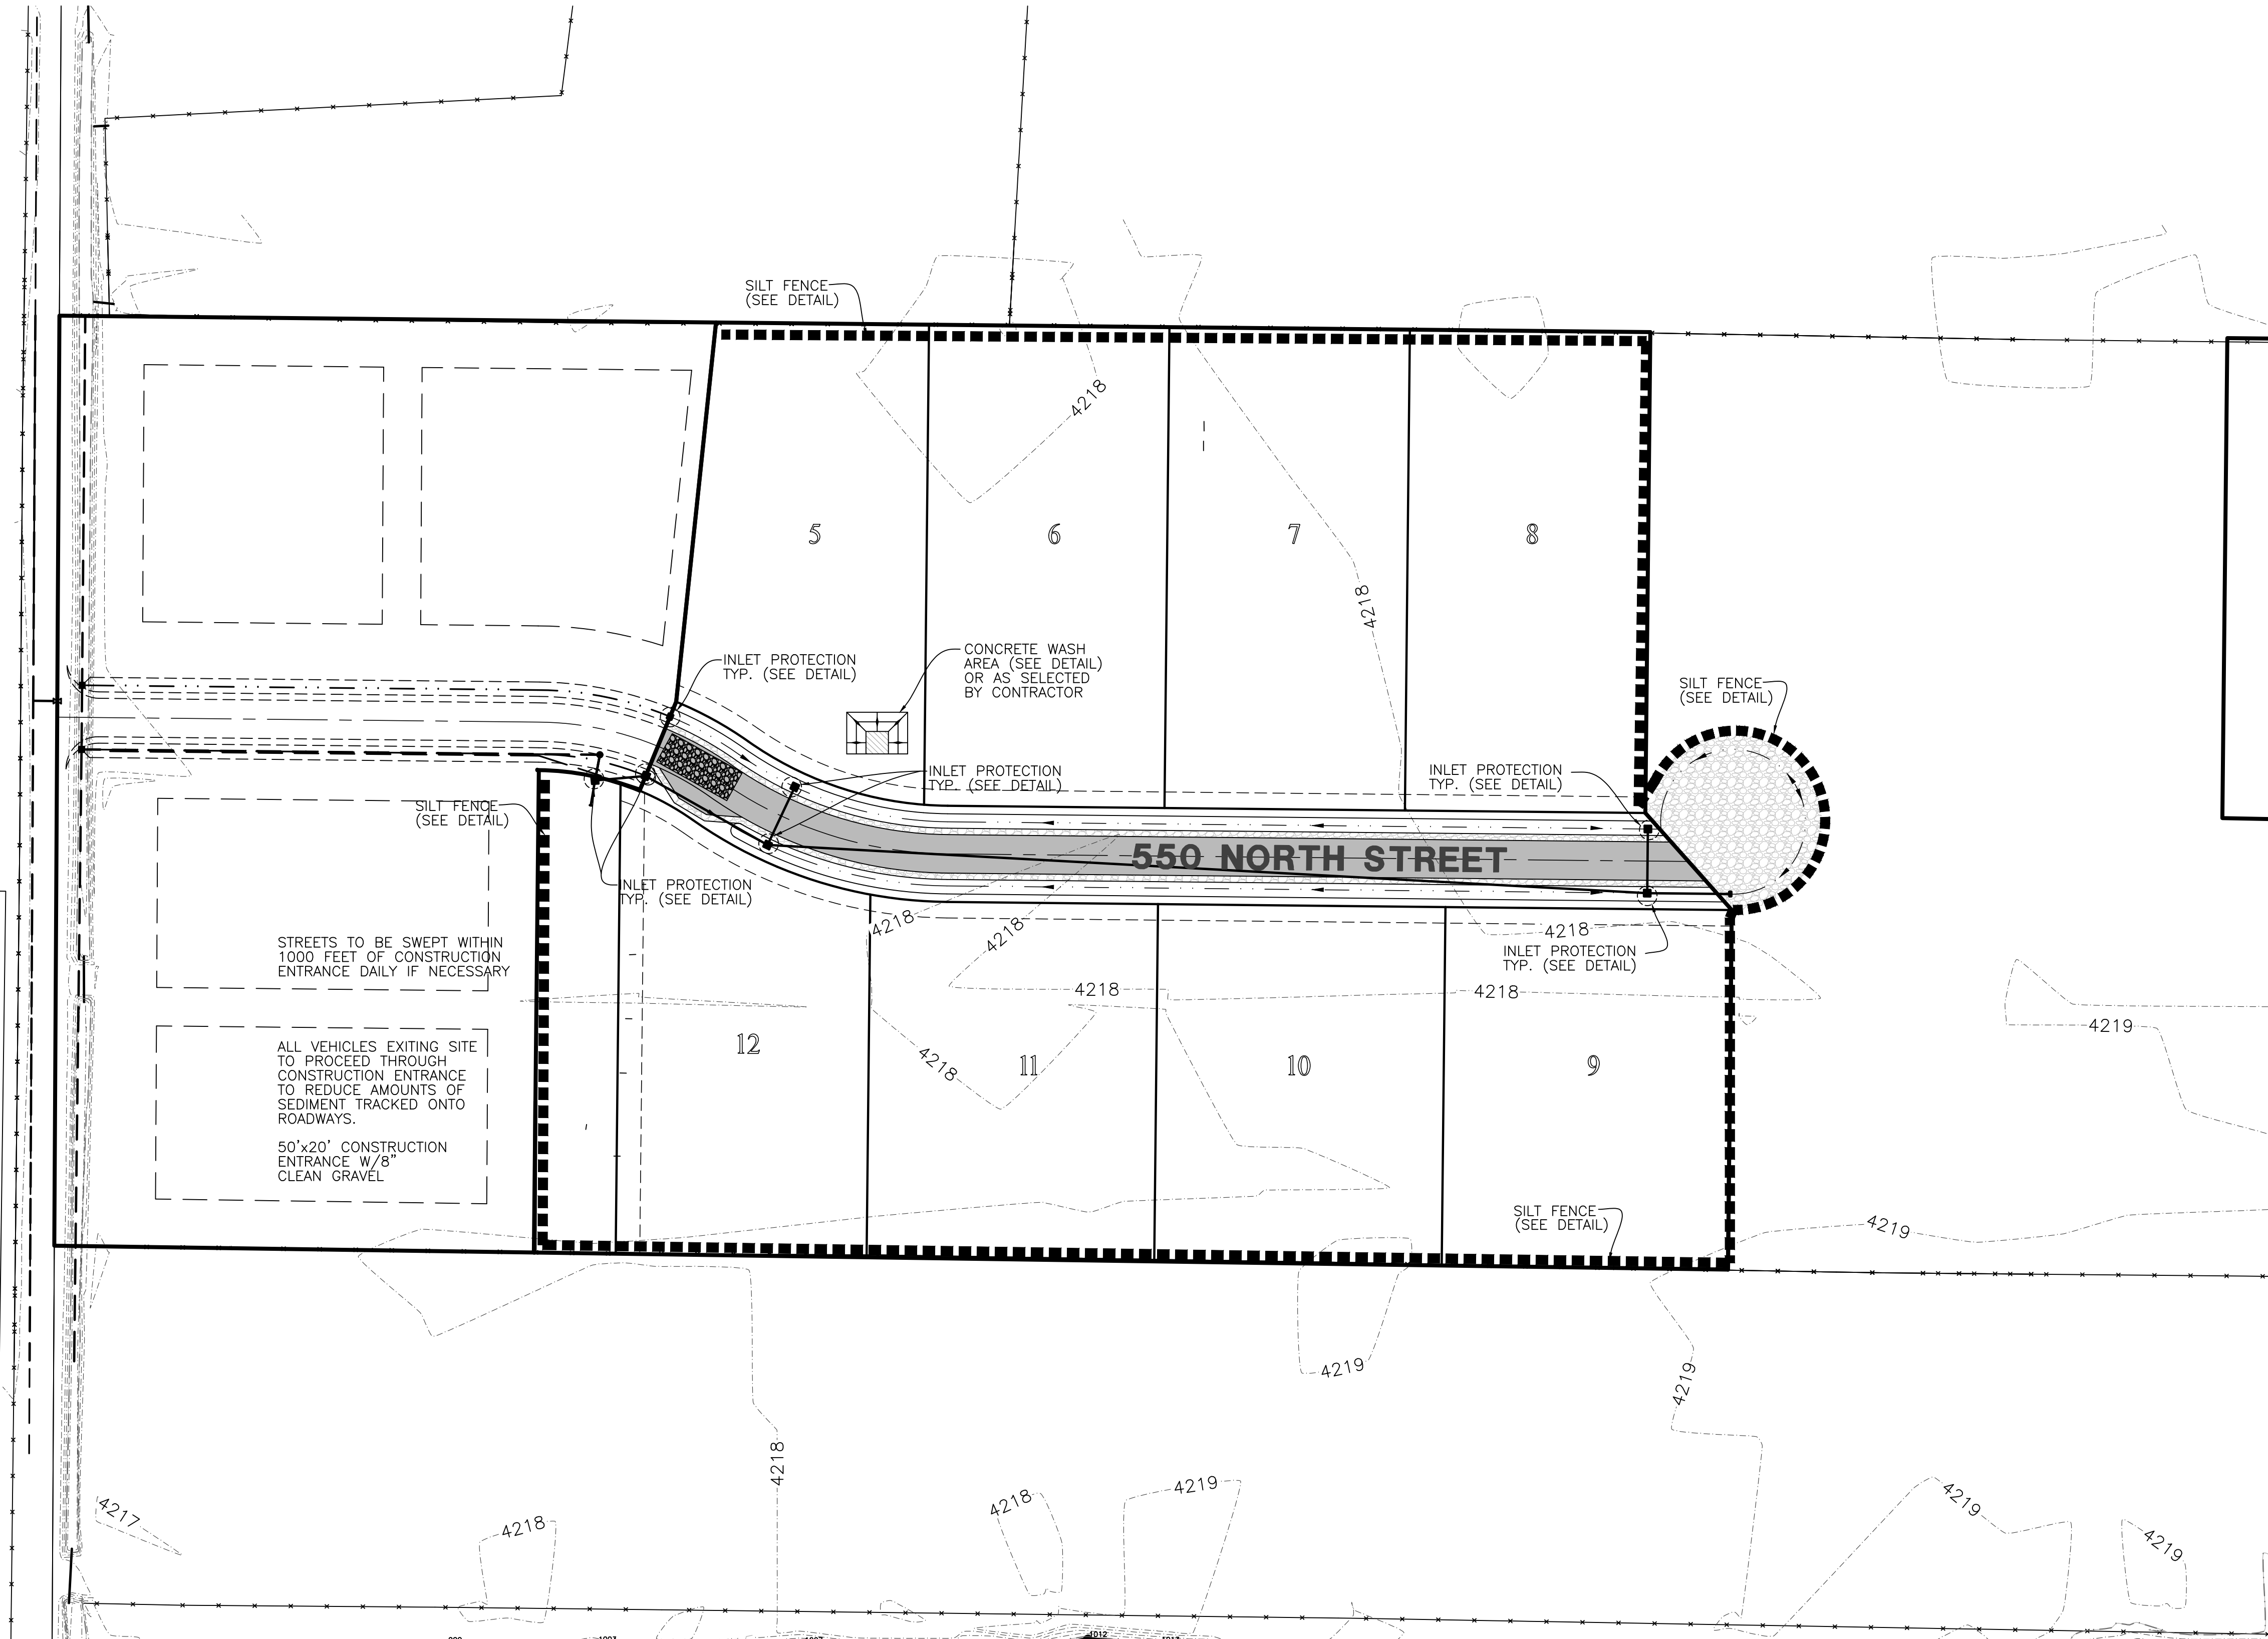 SILT FENCE
(SEE DETAIL)
4218
5
6
7
8
4218
INLET PROTECTION
TYP. (SEE DETAIL)
CONCRETE WASH
AREA (SEE DETAIL)
OR AS SELECTED
BY CONTRACTOR
SILT FENCE
(SEE DETAIL)
INLET PROTECTION
TYP. (SEE DETAIL)
INLET PROTECTION
TYP. (SEE DETAIL)
SILT FENCE
(SEE DETAIL)
550 NORTH STREET
INLET PROTECTION
TYP. (SEE DETAIL)
4218
4218
4218
INLET PROTECTION
TYP. (SEE DETAIL)
STREETS TO BE SWEPT WITHIN
1000 FEET OF CONSTRUCTION
ENTRANCE DAILY IF NECESSARY
4218
4218
4219
12
11
10
9
4218
ALL VEHICLES EXITING SITE
TO PROCEED THROUGH
CONSTRUCTION ENTRANCE
TO REDUCE AMOUNTS OF
SEDIMENT TRACKED ONTO
ROADWAYS.
50'x20' CONSTRUCTION
ENTRANCE W/8"
CLEAN GRAVEL
SILT FENCE
(SEE DETAIL)
4219
4219
4219
4218
4217
4218
4218
4219
4219
4219
1012